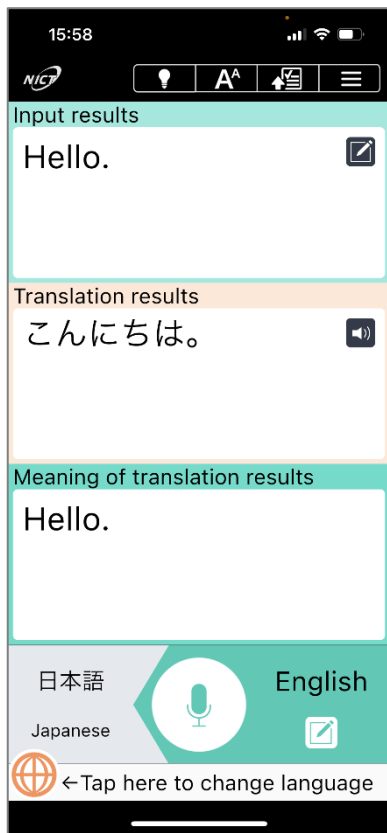 15:58
NICT
AA
Input results
Hello.
Translation results
こんにちは。
Meaning of translation results
Hello.
日本語
English
Japanese
←Tap here to change language